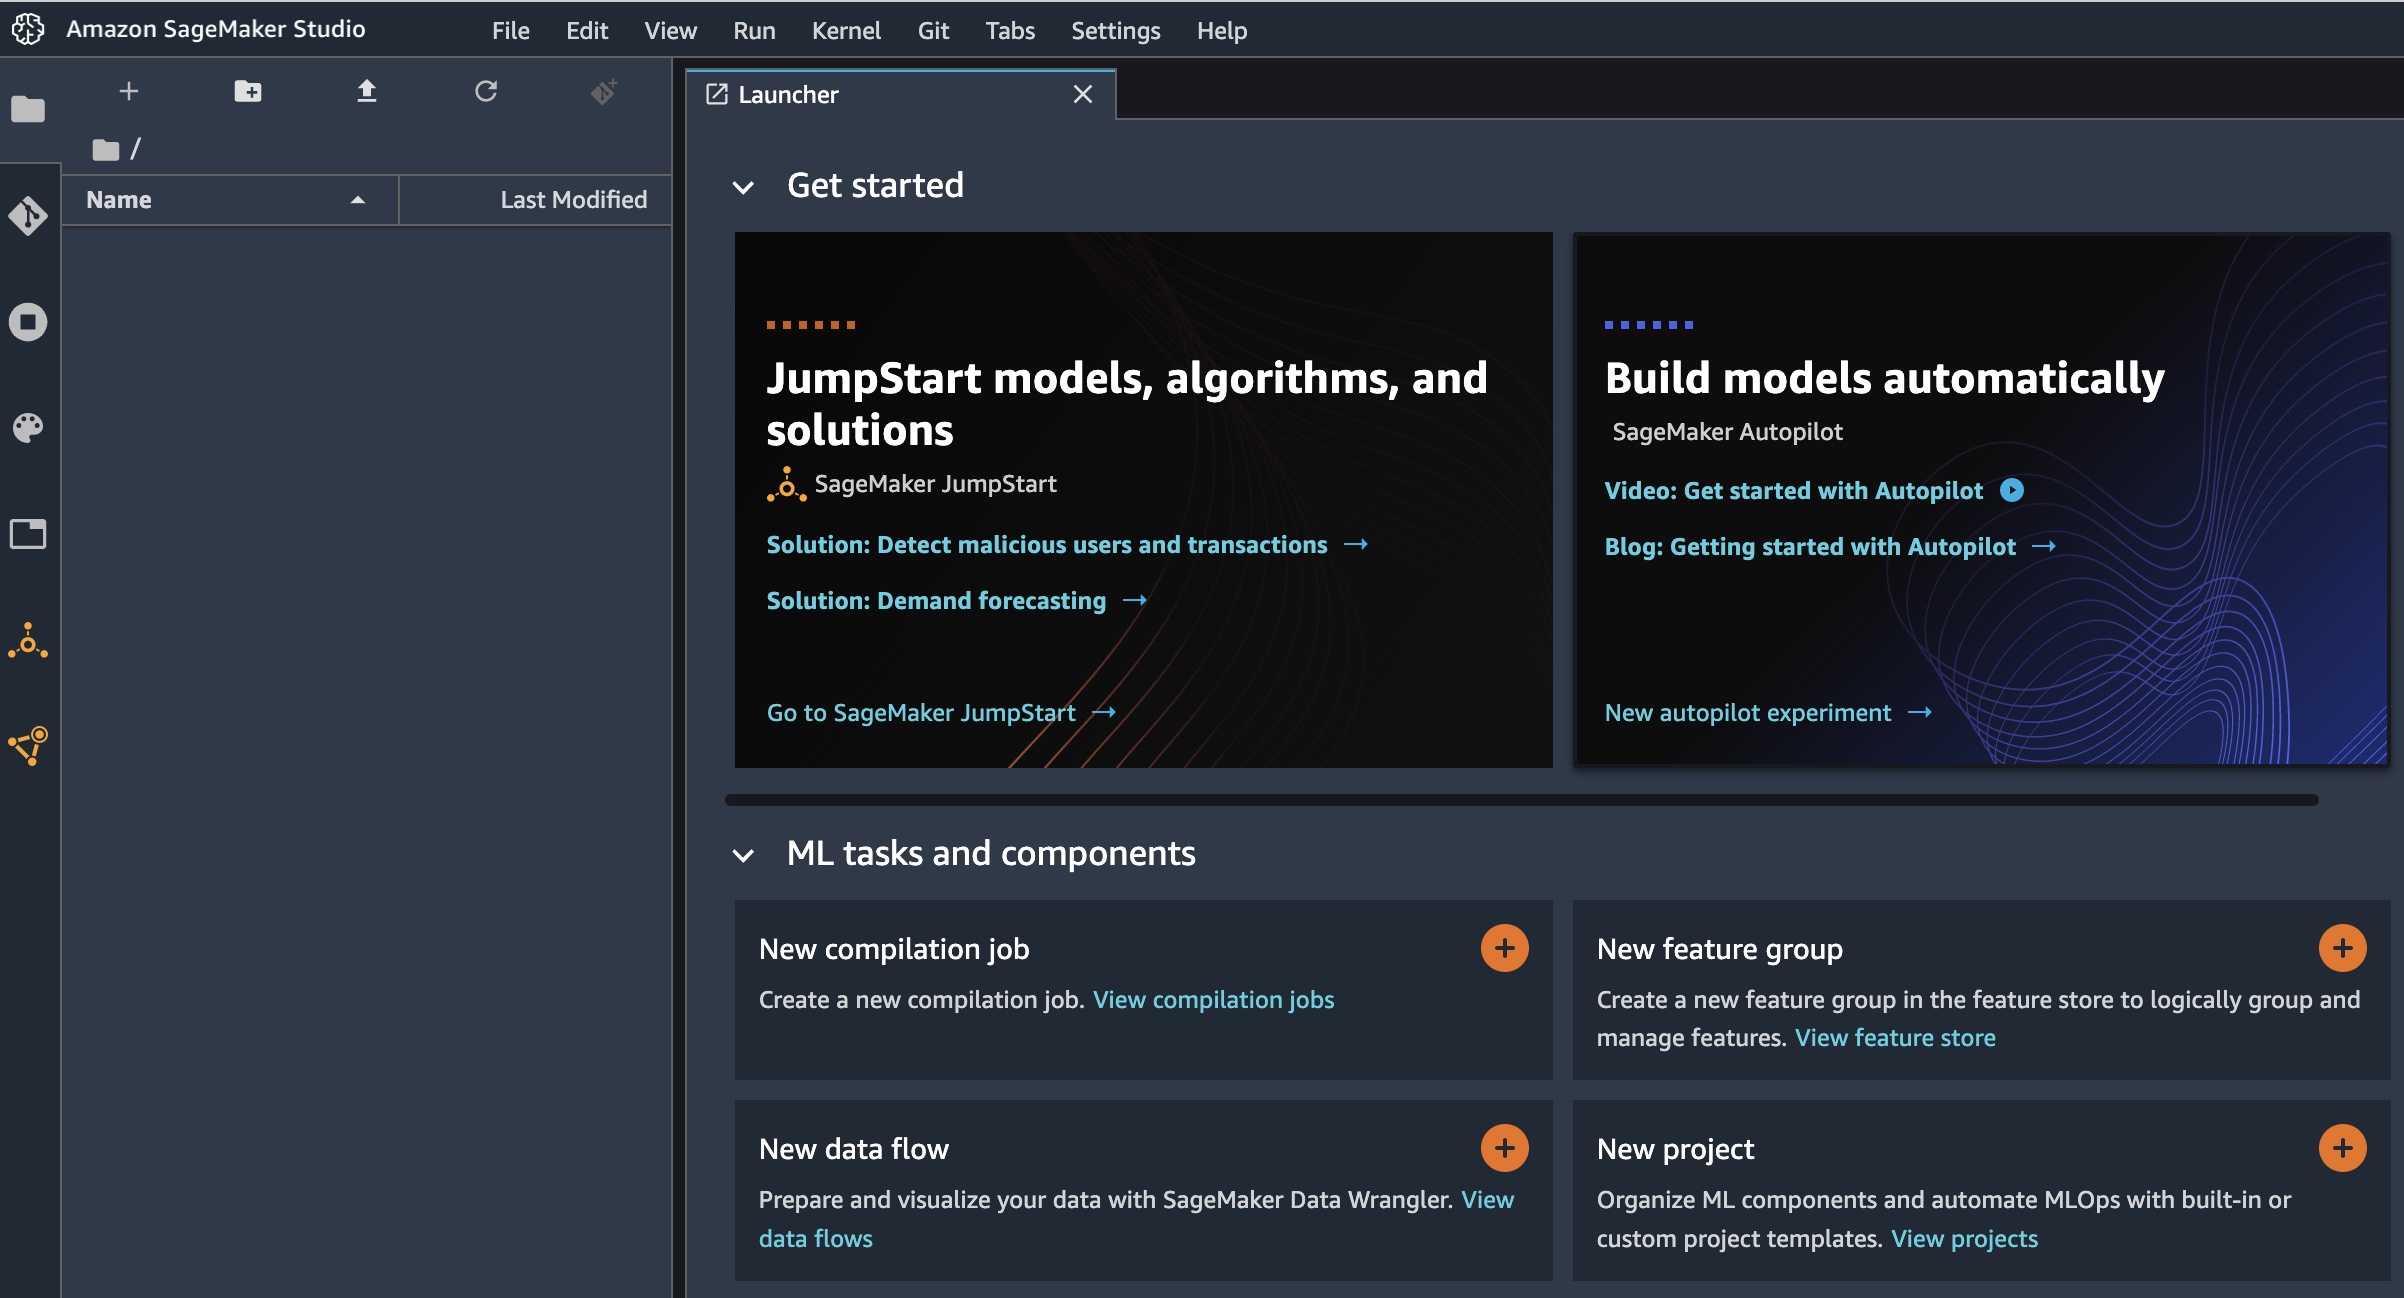 Amazon SageMaker Studio
File Edit View Run Kernel Git Tabs Settings Help
/
Name Last Modified
Launcher
Get started
JumpStart models, algorithms, and
solutions
SageMaker JumpStart
Solution: Detect malicious users and transactions
Solution: Demand forecasting
Go to SageMaker JumpStart
Build models automatically
SageMaker Autopilot
Video: Get started with Autopilot
Blog: Getting started with Autopilot
New autopilot experiment
ML tasks and components
New compilation job
Create a new compilation job. View compilation jobs
New feature group
Create a new feature group in the feature store to logically group and
manage features. View feature store
New data flow
Prepare and visualize your data with SageMaker Data Wrangler. View
data flows
New project
Organize ML components and automate MLOps with built-in or
custom project templates. View projects